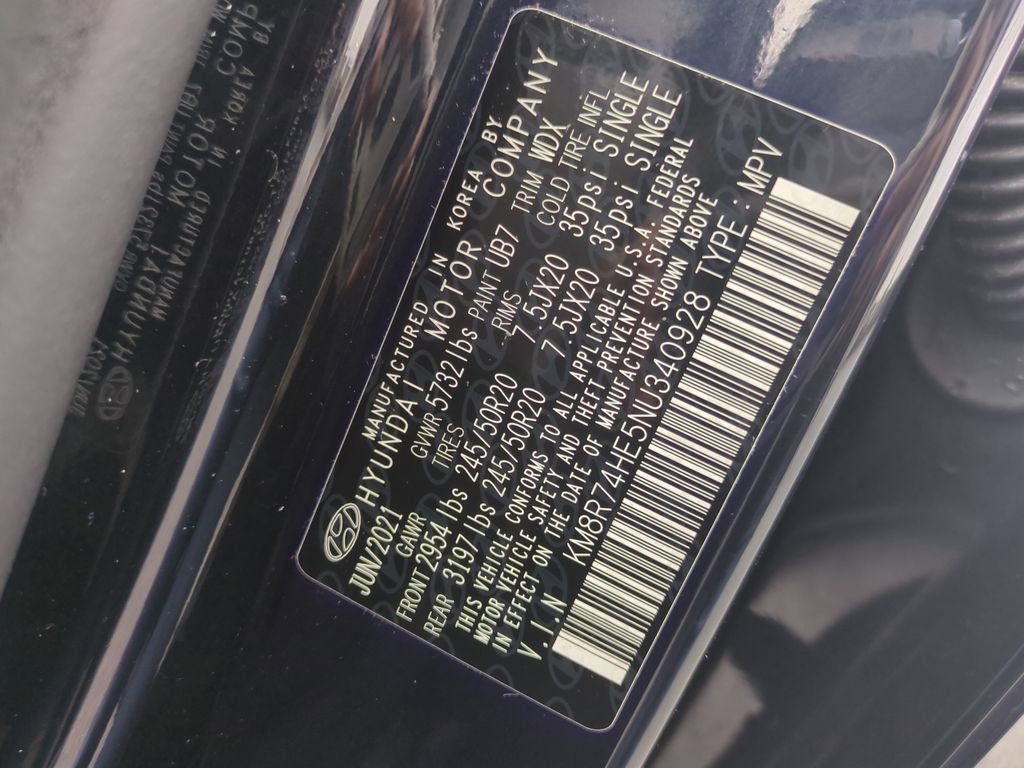 MANUFACTURED IN KOREA BY
HYUNDAI MOTOR COMPANY
JUN/2021 GVWR 5732 lbs PAINT UB7 TRIM WDX
GAWR TIRES RIMS COLD TIRE INFL
FRONT 2954 lbs 245/50R20 7.5JX20 35psi SINGLE
REAR 3197 lbs 245/50R20 7.5JX20 35psi SINGLE
THIS VEHICLE CONFORMS TO ALL APPLICABLE U.S.A. FEDERAL
MOTOR VEHICLE SAFETY AND THEFT PREVENTION STANDARDS
IN EFFECT ON THE DATE OF MANUFACTURE SHOWN ABOVE
V.I.N KM8R74HE5NU340928 TYPE: MPV